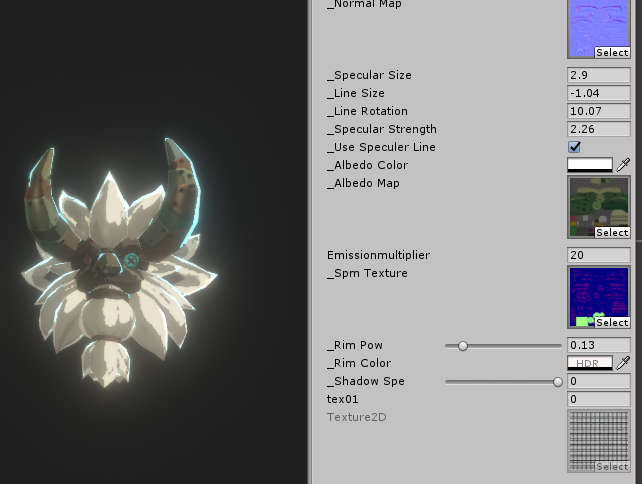 _Normal Map
Select
_Specular Size 2.9
_Line Size -1.04
_Line Rotation 10.07
_Specular Strength 2.26
_Use Speculer Line
_Albedo Color
_Albedo Map
Select
Emissionmultiplier 20
_Spm Texture
Select
_Rim Pow 0.13
_Rim Color HDR
_Shadow Spe 0
tex01 0
Texture2D
Select